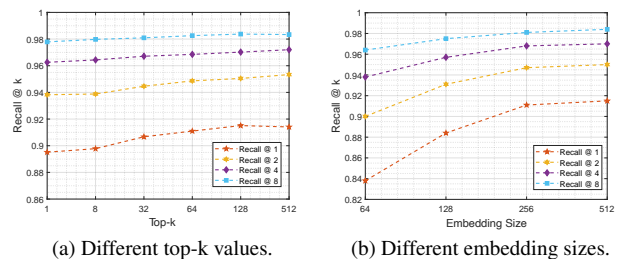 1
0.98
0.96
0.94
0.92
0.9
0.88
0.86
Recall @ k
1 8 32 64 128 512
Top-k
Recall @ 1
Recall @ 2
Recall @ 4
Recall @ 8
(a) Different top-k values.
1
0.98
0.96
0.94
0.92
0.9
0.88
0.86
0.84
0.82
Recall @ k
64 128 256 512
Embedding Size
Recall @ 1
Recall @ 2
Recall @ 4
Recall @ 8
(b) Different embedding sizes.